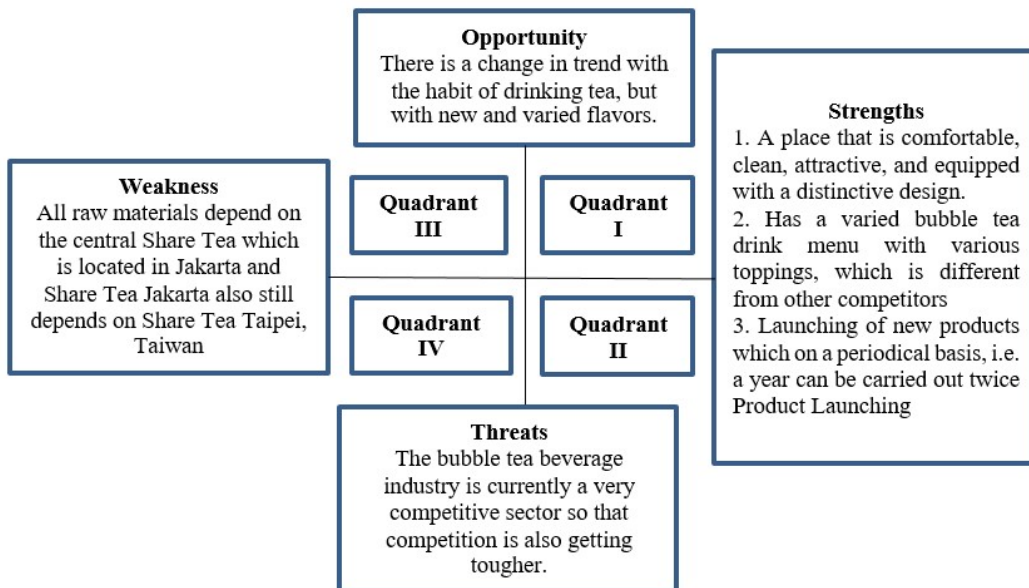 Opportunity
There is a change in trend with
the habit of drinking tea, but
with new and varied flavors.
Weakness
All raw materials depend on
the central Share Tea which
is located in Jakarta and
Share Tea Jakarta also still
depends on Share Tea Taipei,
Taiwan
Quadrant
III
Quadrant
I
Quadrant
IV
Quadrant
II
Strengths
1. A place that is comfortable,
clean, attractive, and equipped
with a distinctive design.
2. Has a varied bubble tea
drink menu with various
toppings, which is different
from other competitors
3. Launching of new products
which on a periodical basis, i.e.
a year can be carried out twice
Product Launching
Threats
The bubble tea beverage
industry is currently a very
competitive sector so that
competition is also getting
tougher.